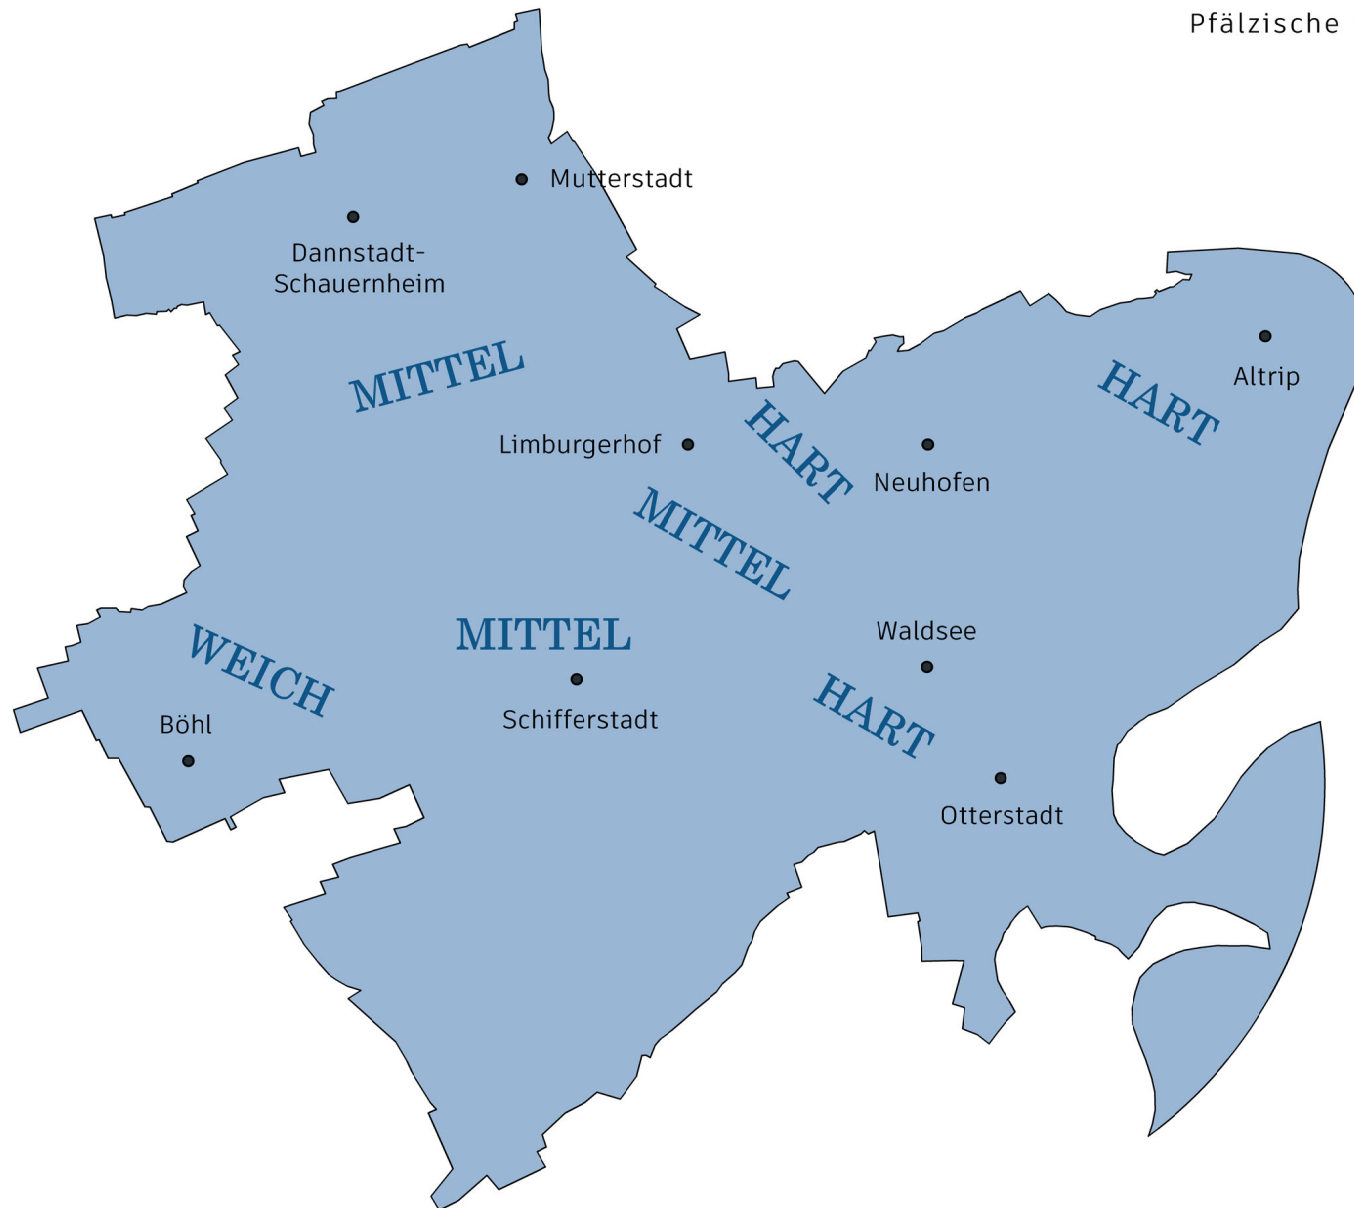 Pfälzische
Mutterstadt
Dannstadt-
Schauernheim
MITTEL
HART
Altrip
HART
Limburgerhof
Neuhofen
MITTEL
WEICH
MITTEL
Waldsee
Böhl
Schifferstadt
HART
Otterstadt